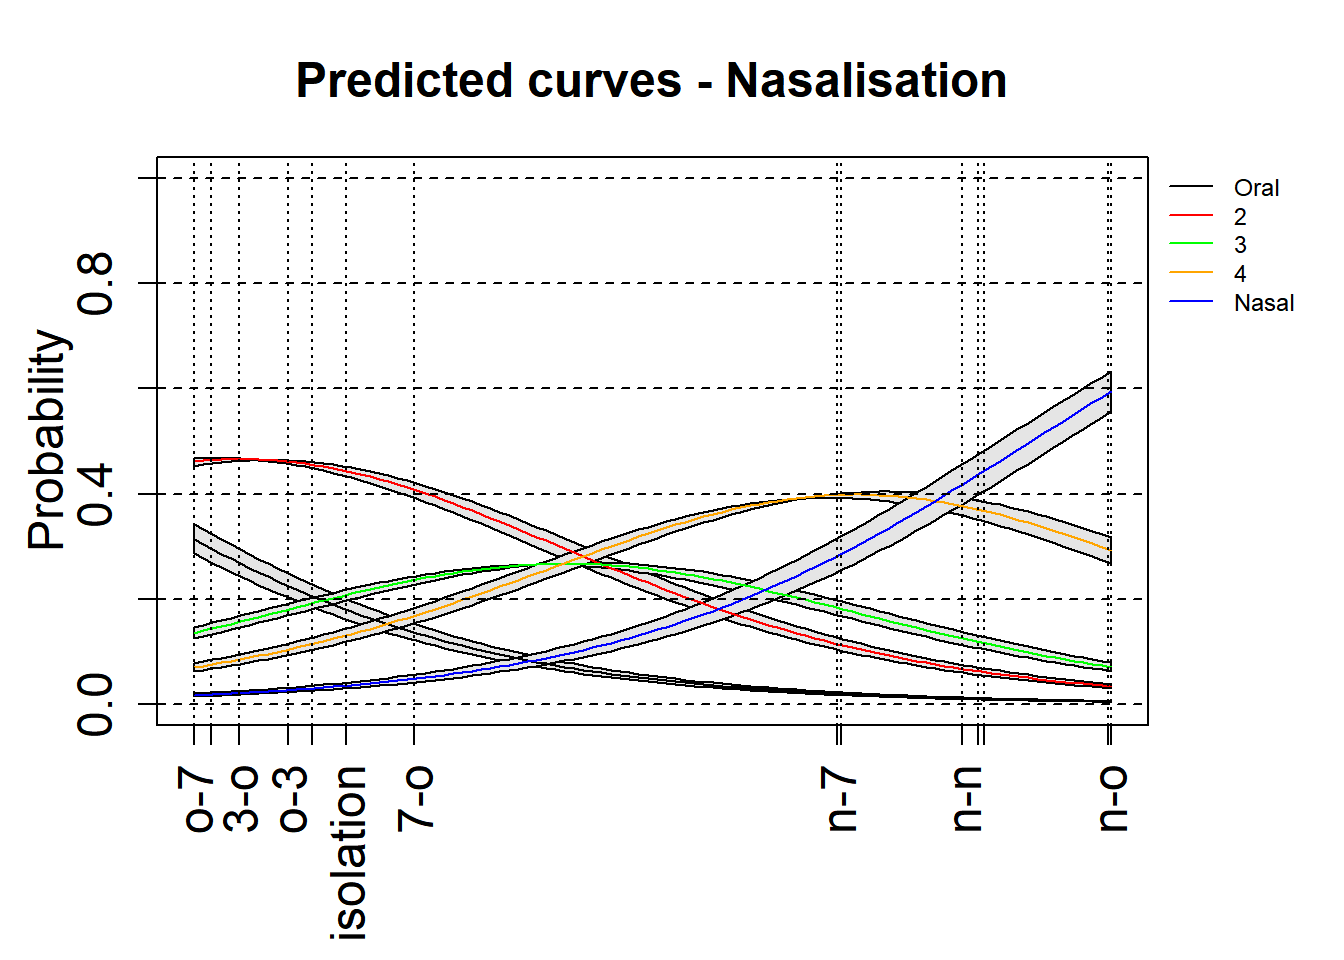 Predicted curves - Nasalisation
Oral
2
3
4
Nasal
Probability
0.8
0.4
0.0
o-7
3-o
o-3
isolation
7-o
n-7
n-n
n-o